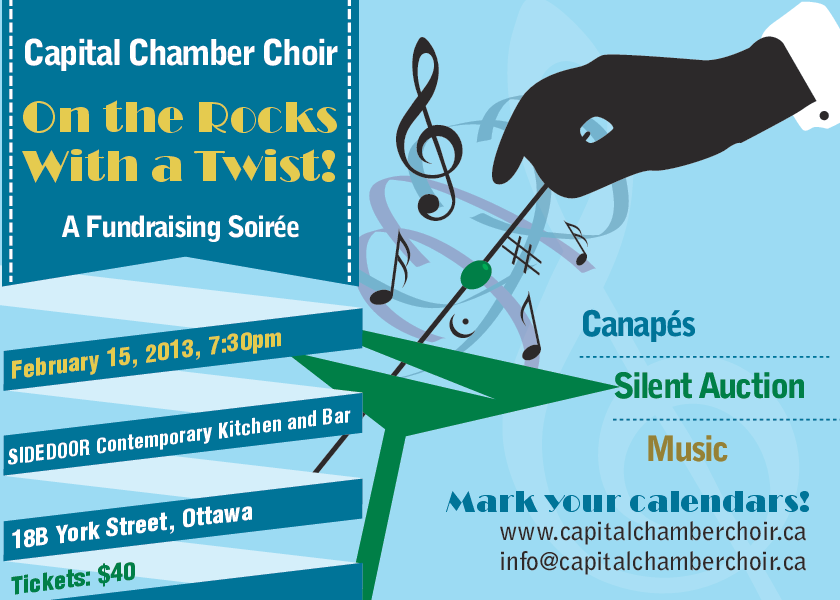 Capital Chamber Choir
On the Rocks
With a Twist!
A Fundraising Soirée
February 15, 2013, 7:30pm
SIDEDOOR Contemporary Kitchen and Bar
18B York Street, Ottawa
Tickets: $40
Canapés
Silent Auction
Music
Mark your calendars!
www.capitalchamberchoir.ca
info@capitalchamberchoir.ca